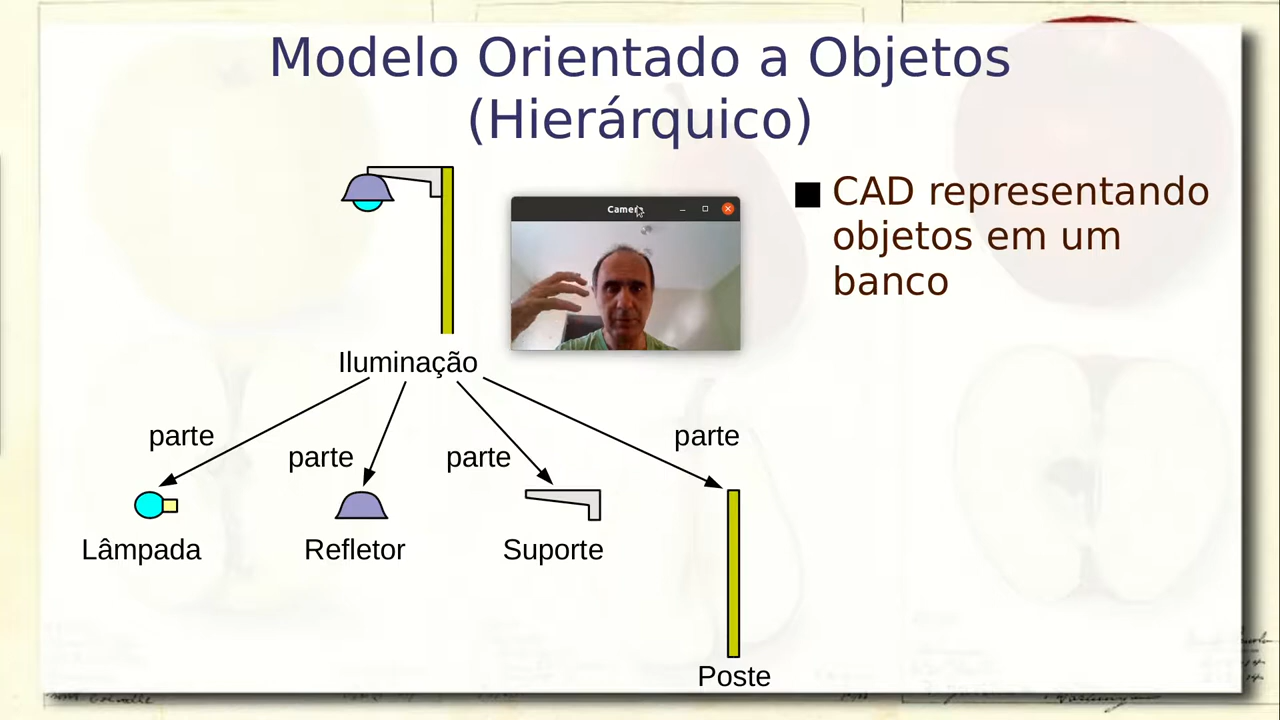 Modelo Orientado a Objetos
(Hierárquico)
CAD representando
objetos em um
banco
Camera
Iluminação
parte
parte
parte
parte
Lâmpada
Refletor
Suporte
Poste